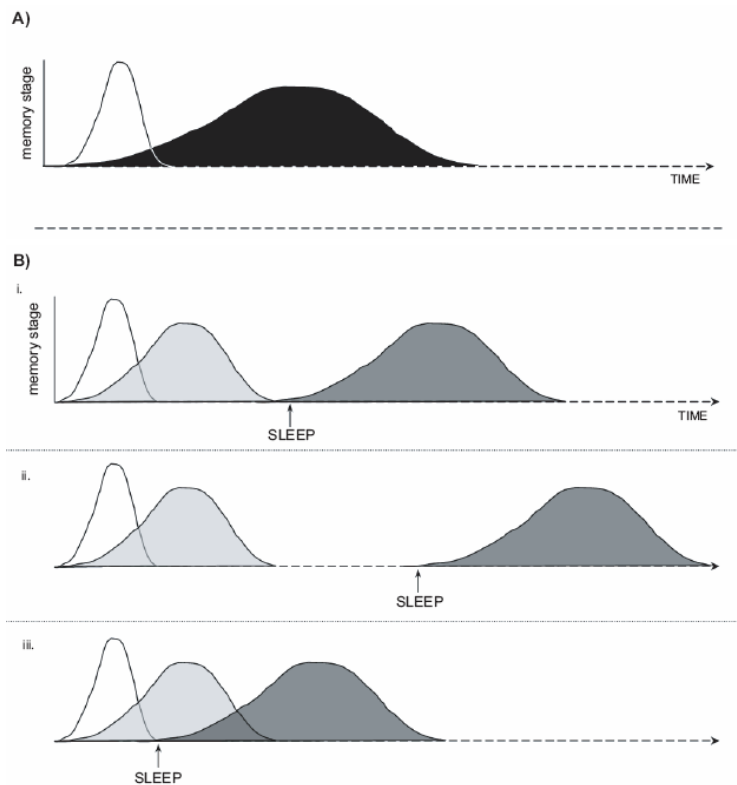 A)
memory stage
TIME
B)
i.
memory stage
SLEEP
TIME
ii.
SLEEP
iii.
SLEEP